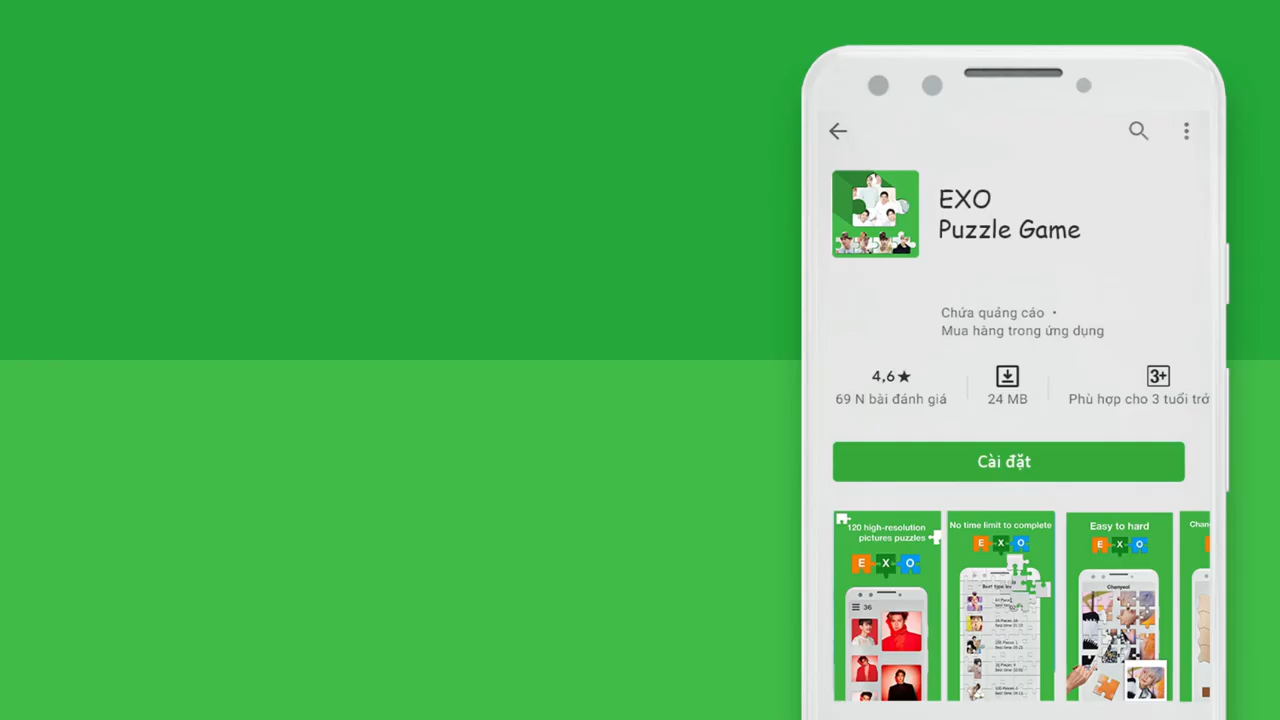 EXO
Puzzle Game
Chứa quảng cáo •
Mua hàng trong ứng dụng
4,6★
69 N bài đánh giá
24 MB
3+
Phù hợp cho 3 tuổi trở
Cài đặt
120 high-resolution
pictures puzzles
E X O
36
No time limit to complete
E X O
Easy to hard
E X O
Chanyeol